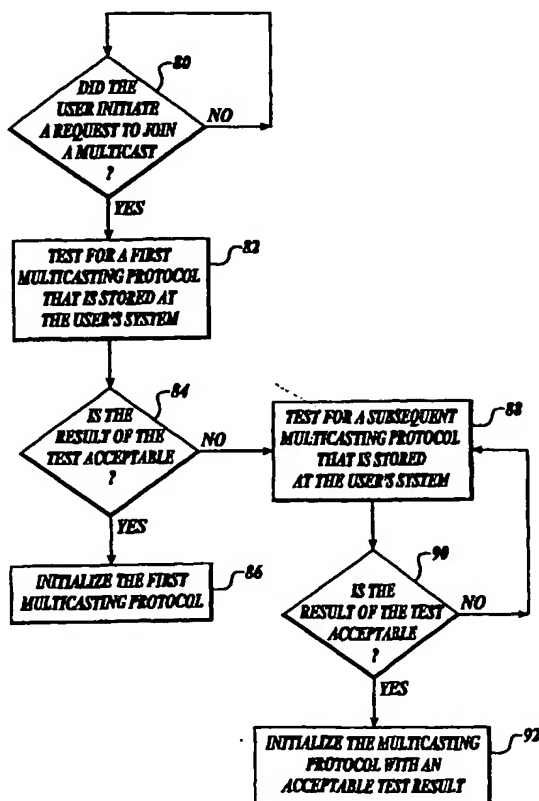 80
DID THE
USER INITIATE
A REQUEST TO JOIN
A MULTICAST
?
NO
YES
82
TEST FOR A FIRST
MULTICASTING PROTOCOL
THAT IS STORED AT
THE USER'S SYSTEM
84
IS THE
RESULT OF THE
TEST ACCEPTABLE
?
NO
YES
86
INITIALIZE THE FIRST
MULTICASTING PROTOCOL
88
TEST FOR A SUBSEQUENT
MULTICASTING PROTOCOL
THAT IS STORED
AT THE USER'S SYSTEM
90
IS THE
RESULT OF THE TEST
ACCEPTABLE
?
NO
YES
92
INITIALIZE THE MULTICASTING
PROTOCOL WITH AN
ACCEPTABLE TEST RESULT